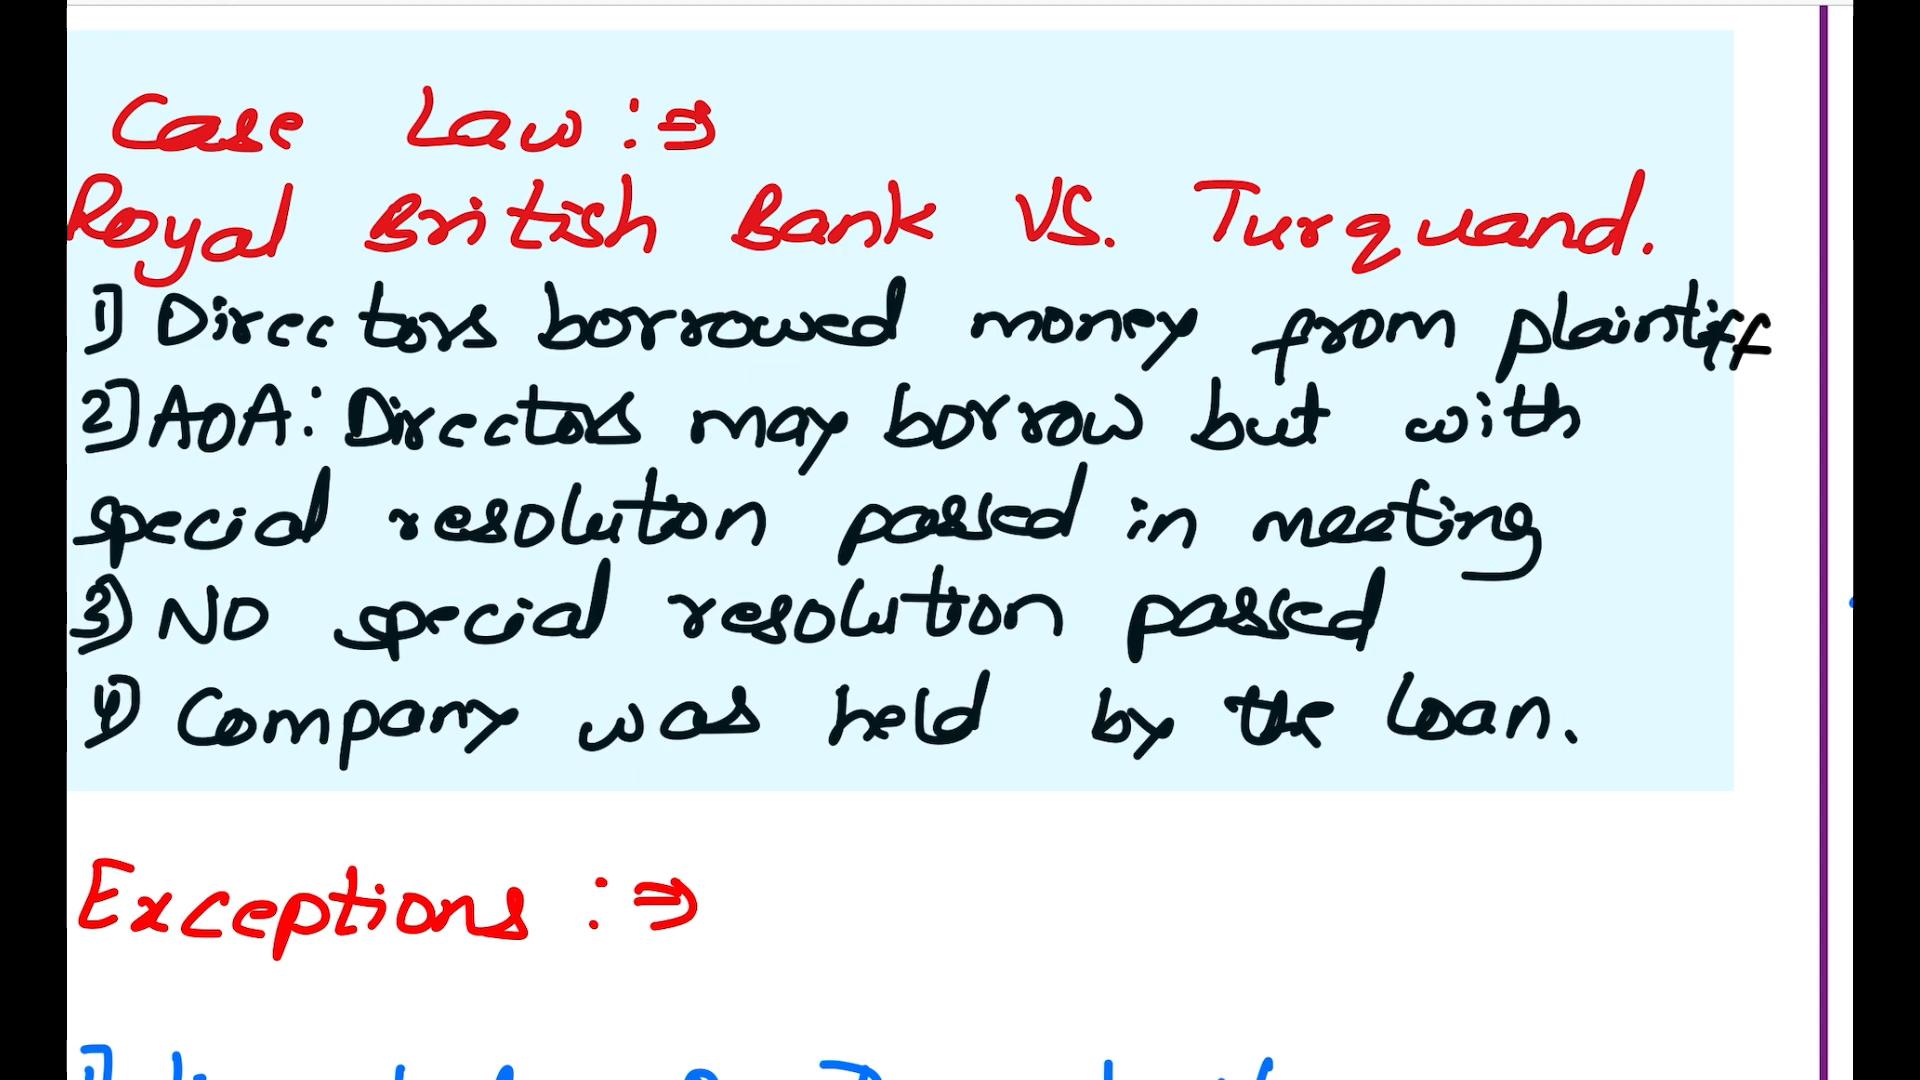 Case Law :⇒
Royal British Bank VS. Turquand.
1) Directors borrowed money from plaintiff
2) AOA: Directors may borrow but with
special resolution passed in meeting
3) NO special resolution passed
4) Company was held by the loan.
Exceptions :⇒